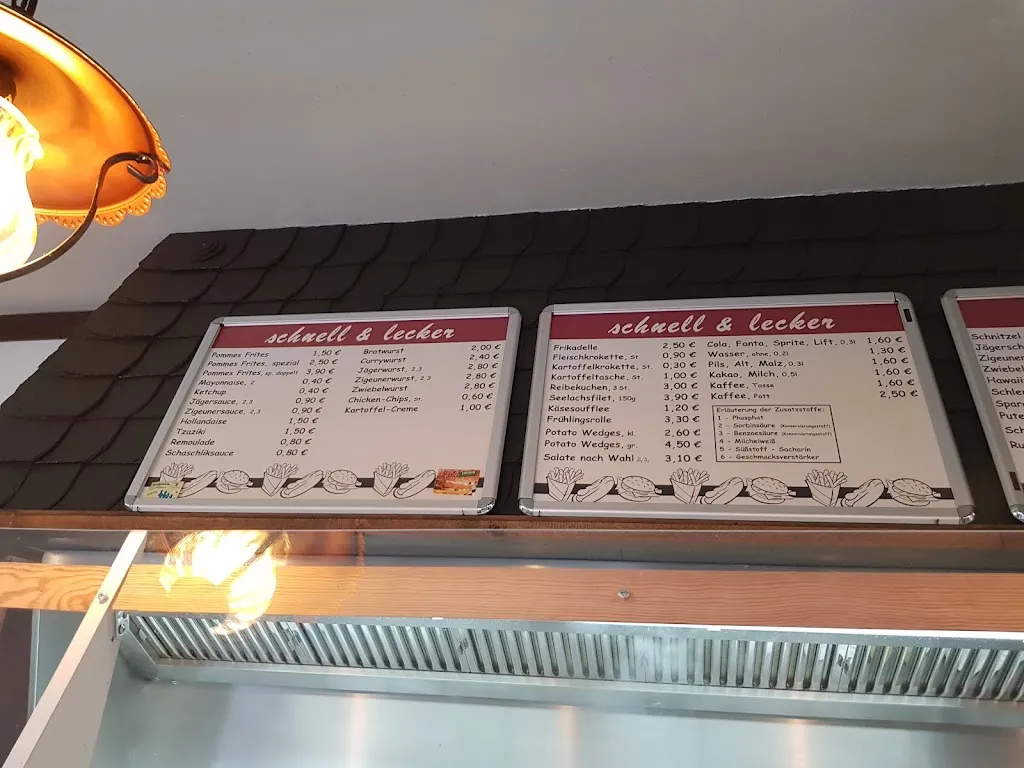 schnell & lecker
Pommes Frites 1,50 €
Pommes Frites, spezial 2,50 €
Pommes Frites, sp. doppelt 3,90 €
Mayonnaise, 2 0,40 €
Ketchup 0,40 €
Jägersauce, 2,3 0,90 €
Zigeunersauce, 2,3 0,90 €
Hollandaise 1,50 €
Tzaziki 1,50 €
Remoulade 0,80 €
Schaschliksauce 0,80 €
Bratwurst 2,00 €
Currywurst 2,40 €
Jägerwurst, 2,3 2,80 €
Zigeunerwurst, 2,3 2,80 €
Zwiebelwurst 2,80 €
Chicken-Chips, St. 0,60 €
Kartoffel-Creme 1,00 €
schnell & lecker
Frikadelle 2,50 €
Fleischkrokette, St. 0,90 €
Kartoffelkrokette, St. 0,30 €
Kartoffeltasche, St. 1,00 €
Reibekuchen, 3 St. 3,00 €
Seelachsfilet, 150g 3,90 €
Käsesoufflee 1,20 €
Frühlingsrolle 3,30 €
Potato Wedges, kl. 2,60 €
Potato Wedges, gr. 4,50 €
Salate nach Wahl 2,3, 3,10 €
Cola, Fanta, Sprite, Lift, 0,3l 1,60 €
Wasser, ohne, 0,2l 1,30 €
Pils, Alt, Malz, 0,3l 1,60 €
Kakao, Milch, 0,5l 1,60 €
Kaffee, Tasse 1,60 €
Kaffee, Pott 2,50 €
Erläuterung der Zusatzstoffe:
1 - Phosphat
2 - Sorbinsäure (Konservierungsstoff)
3 - Benzoesäure (Konservierungsstoff)
4 - Milcheiweiß
5 - Süßstoff - Sacharin
6 - Geschmacksverstärker
Schnitzel
Jägersch
Zigeune
Zwiebel
Hawaii
Schle
Spar
Pute
Sch
Ru